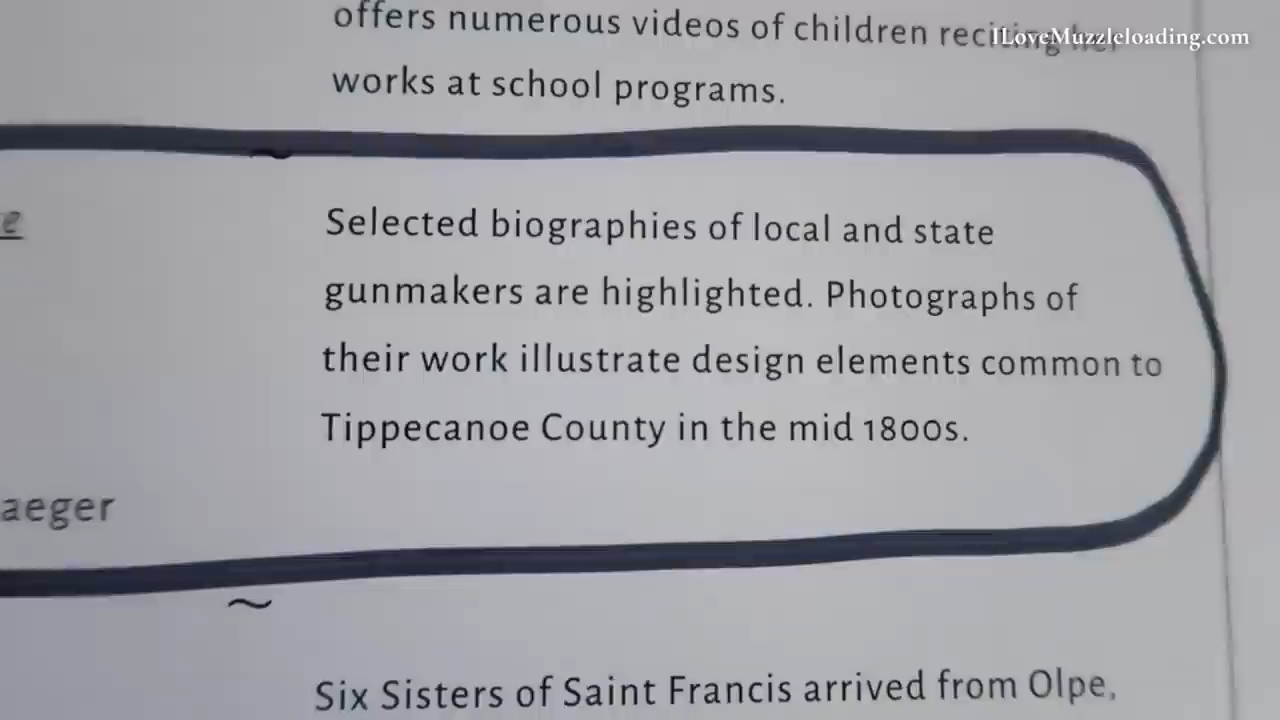 offers numerous videos of children reciting her
ILoveMuzzleloading.com
works at school programs.
e
Selected biographies of local and state
gunmakers are highlighted. Photographs of
their work illustrate design elements common to
Tippecanoe County in the mid 1800s.
aeger
~
Six Sisters of Saint Francis arrived from Olpe,